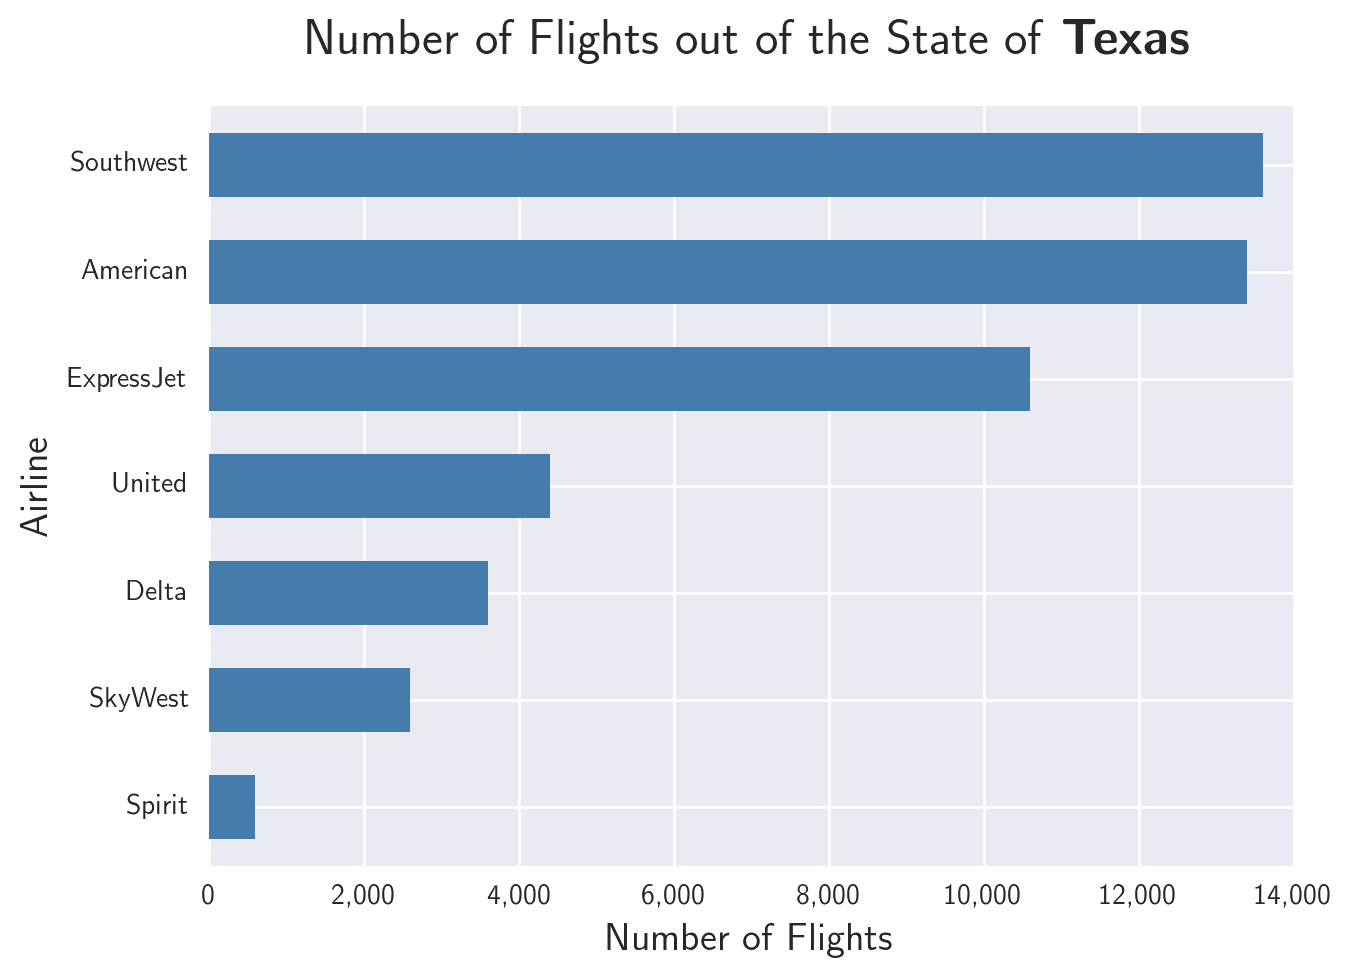 Number of Flights out of the State of Texas
Southwest
American
ExpressJet
United
Delta
SkyWest
Spirit
Airline
0 2,000 4,000 6,000 8,000 10,000 12,000 14,000
Number of Flights